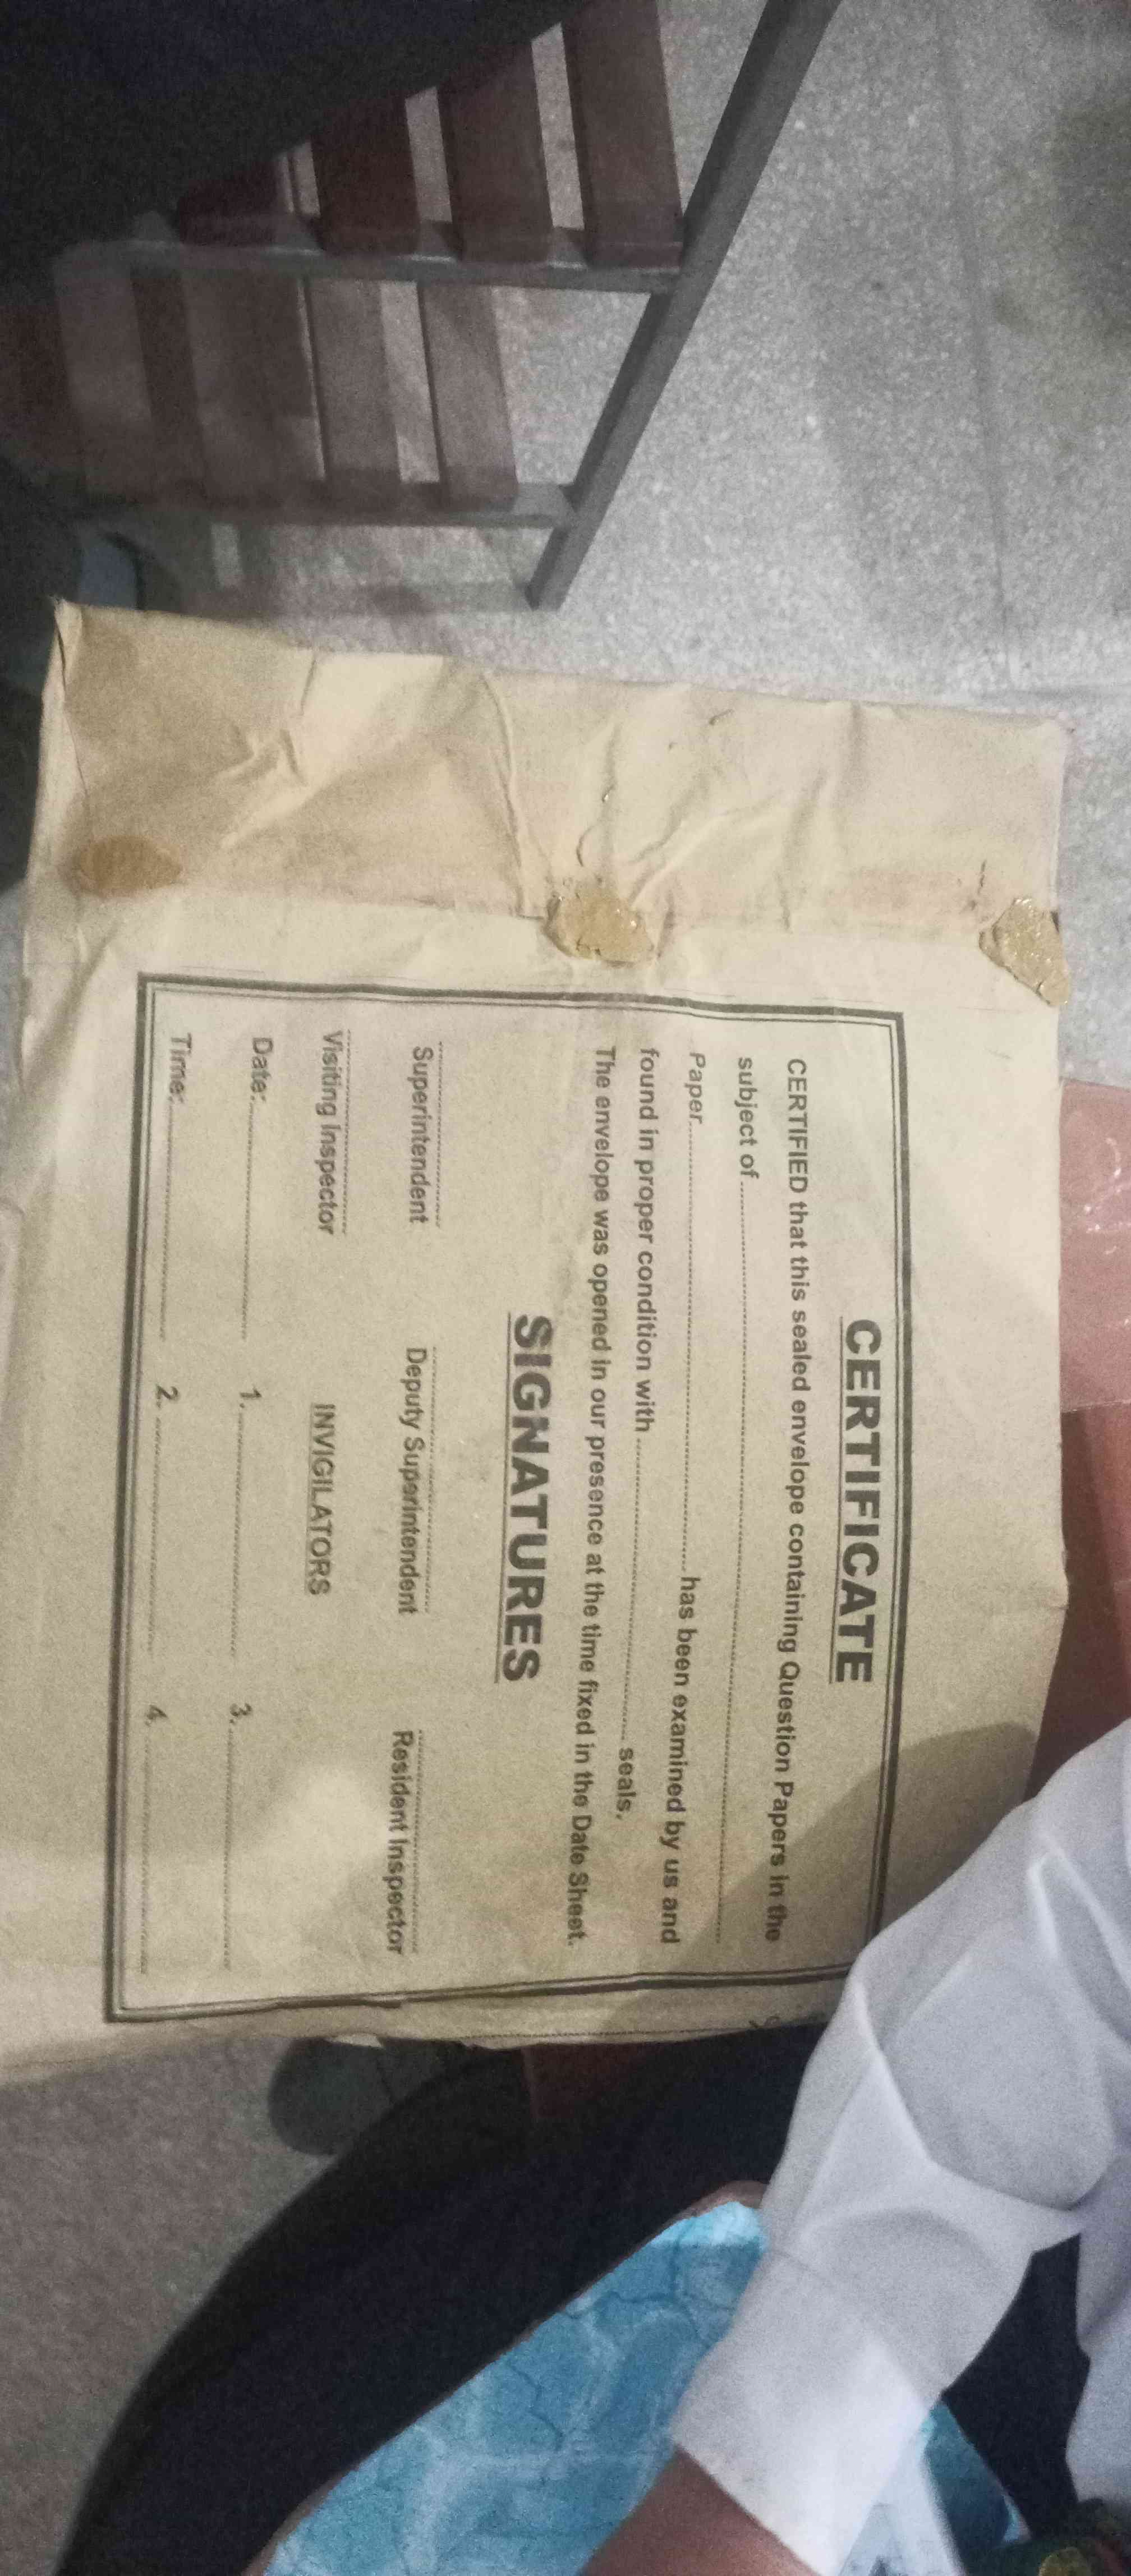 CERTIFICATE
CERTIFIED that this sealed envelope containing Question Papers in the
subject of ..........................................................................
Paper..........................................................has been examined by us and
found in proper condition with .......................................... seals.
The envelope was opened in our presence at the time fixed in the Date Sheet.
SIGNATURES
Superintendent Deputy Superintendent Resident Inspector
Visiting Inspector INVIGILATORS
Date:.............................. 1............................... 3...............................
Time:.............................. 2............................... 4...............................